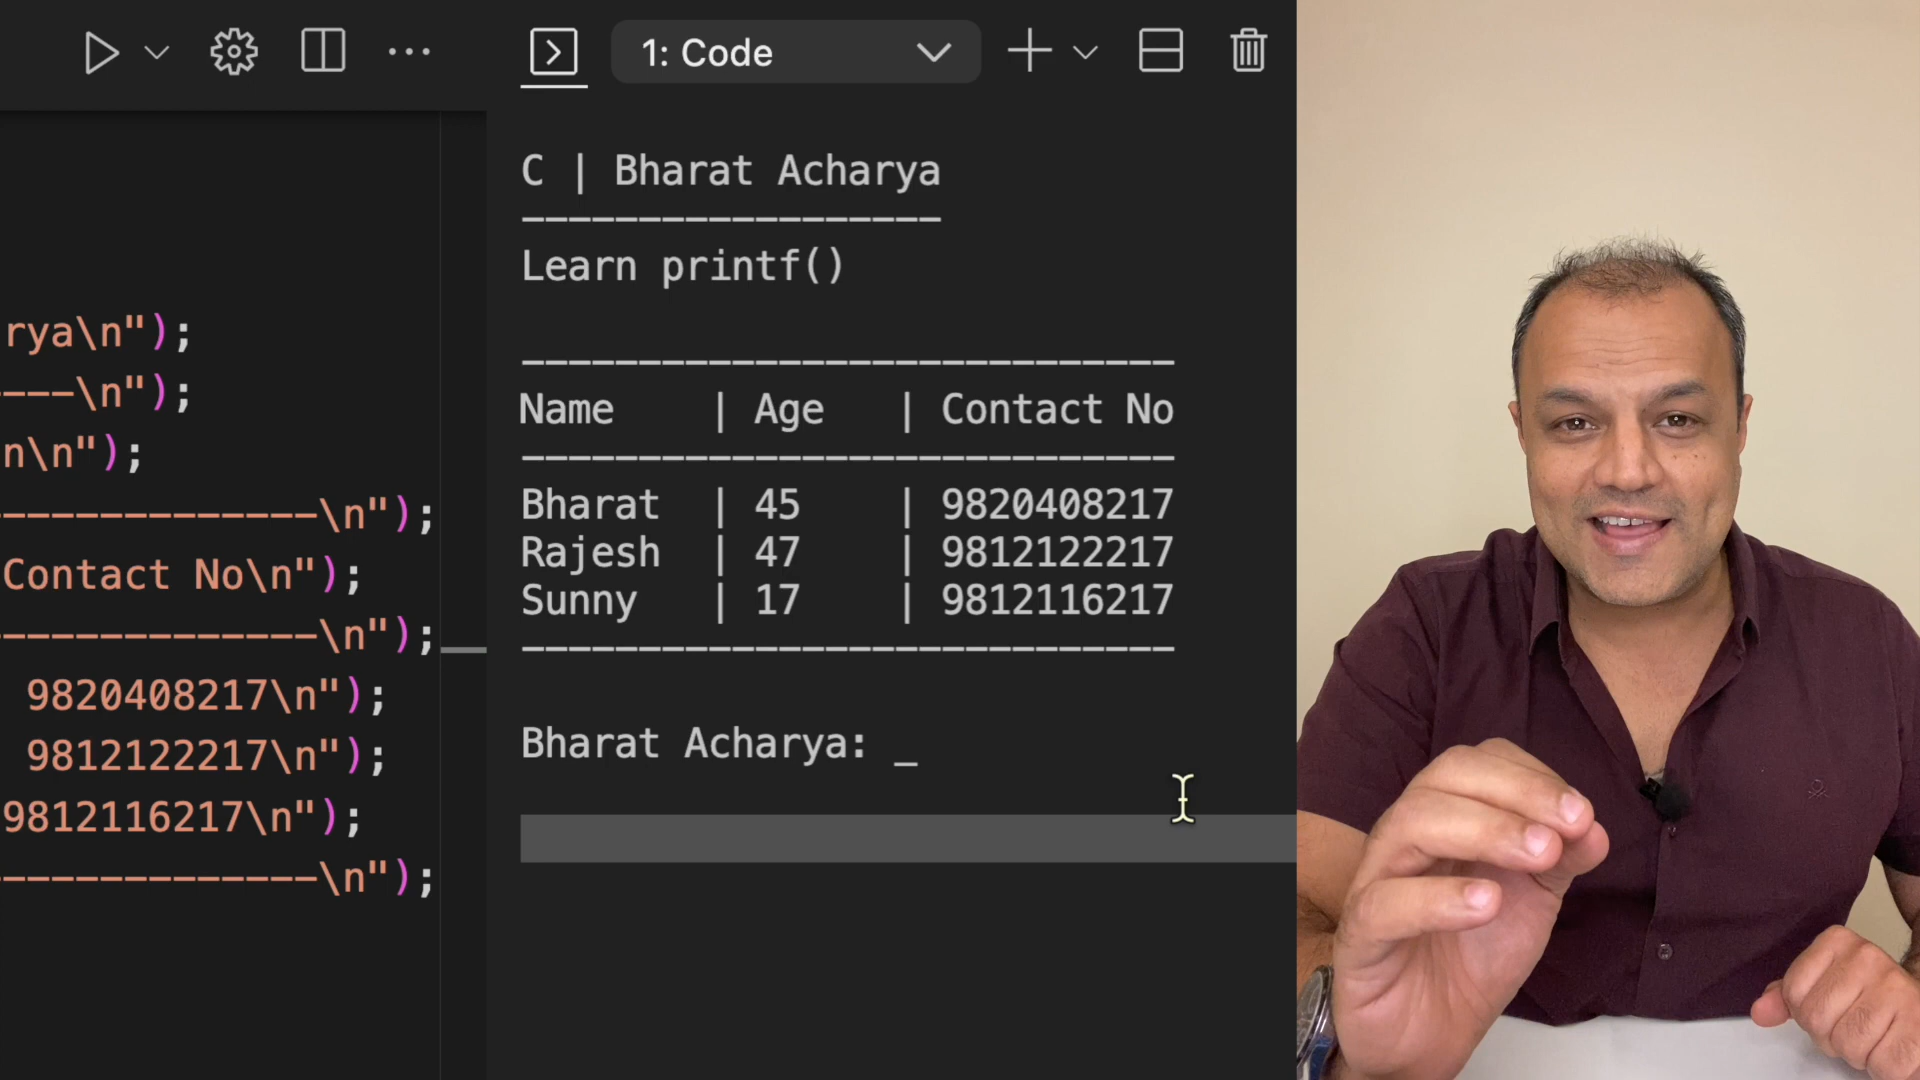 1: Code
rya\n");
----\n");
n\n");
--------------\n");
Contact No\n");
--------------\n");
9820408217\n");
9812122217\n");
9812116217\n");
--------------\n");
C | Bharat Acharya
------------------
Learn printf()
----------------------------
Name | Age | Contact No
----------------------------
Bharat | 45 | 9820408217
Rajesh | 47 | 9812122217
Sunny | 17 | 9812116217
----------------------------
Bharat Acharya: _